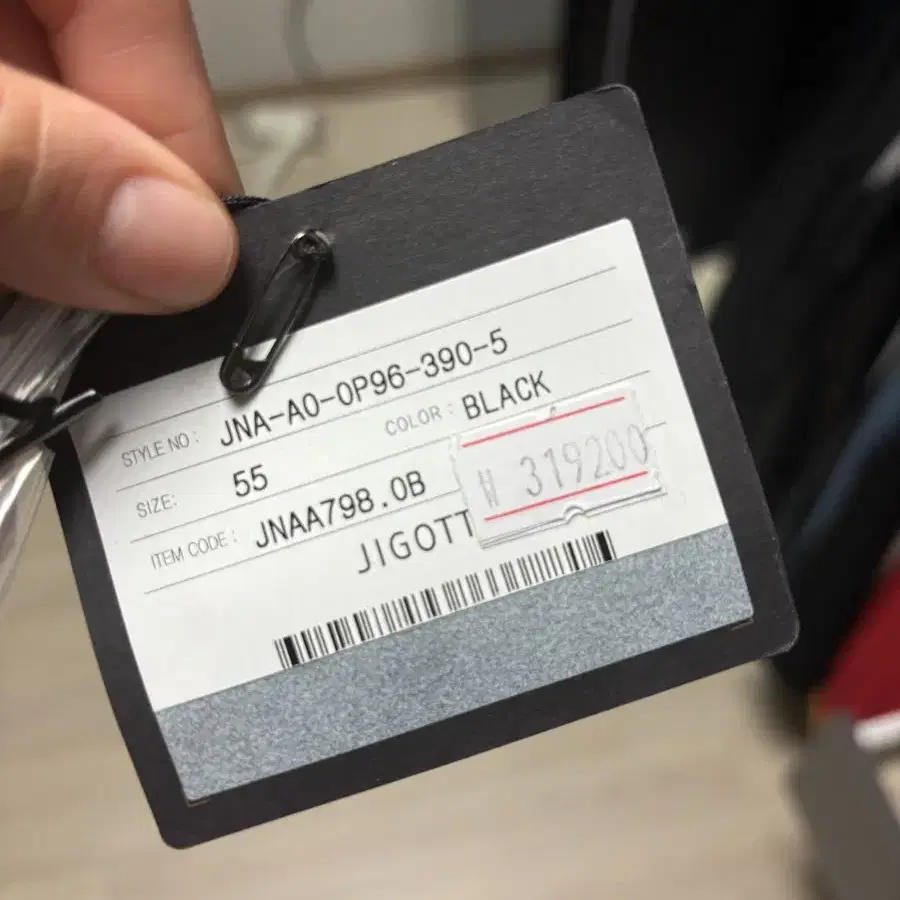 STYLE NO : JNA-A0-0P96-390-5
SIZE: 55 COLOR : BLACK
ITEM CODE : JNAA798.0B
₩ 319200
JIGOTT